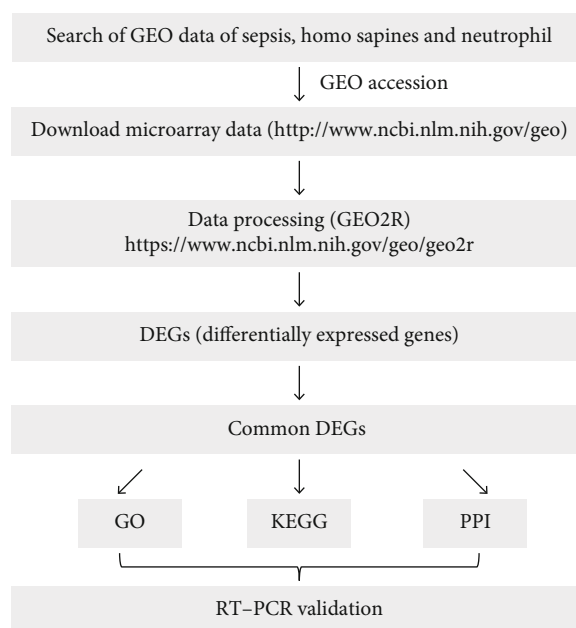 Search of GEO data of sepsis, homo sapines and neutrophil
GEO accession
Download microarray data (http://www.ncbi.nlm.nih.gov/geo)
Data processing (GEO2R)
https://www.ncbi.nlm.nih.gov/geo/geo2r
DEGs (differentially expressed genes)
Common DEGs
GO
KEGG
PPI
RT–PCR validation